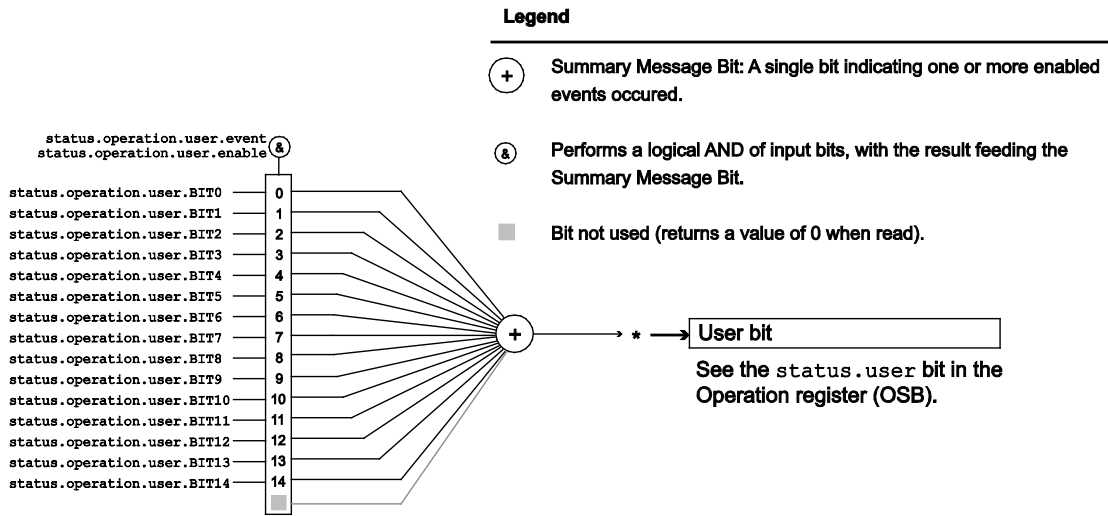 Legend
+
Summary Message Bit: A single bit indicating one or more enabled
events occured.
&
Performs a logical AND of input bits, with the result feeding the
Summary Message Bit.
Bit not used (returns a value of 0 when read).
status.operation.user.event
status.operation.user.enable
&
status.operation.user.BIT0 0
status.operation.user.BIT1 1
status.operation.user.BIT2 2
status.operation.user.BIT3 3
status.operation.user.BIT4 4
status.operation.user.BIT5 5
status.operation.user.BIT6 6
status.operation.user.BIT7 7
status.operation.user.BIT8 8
status.operation.user.BIT9 9
status.operation.user.BIT10 10
status.operation.user.BIT11 11
status.operation.user.BIT12 12
status.operation.user.BIT13 13
status.operation.user.BIT14 14
+
*
User bit
See the status.user bit in the
Operation register (OSB).